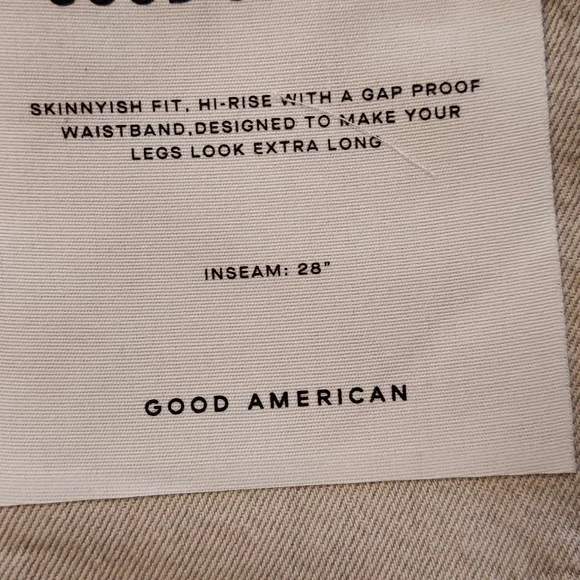 GOOD
SKINNYISH FIT, HI-RISE WITH A GAP PROOF
WAISTBAND,DESIGNED TO MAKE YOUR
LEGS LOOK EXTRA LONG
INSEAM: 28"
GOOD AMERICAN